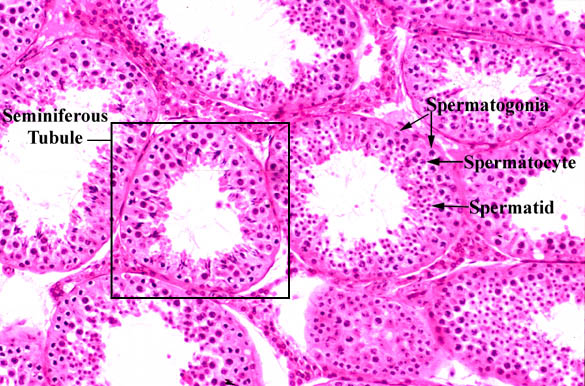 Seminiferous
Tubule
Spermatogonia
Spermatocyte
Spermatid